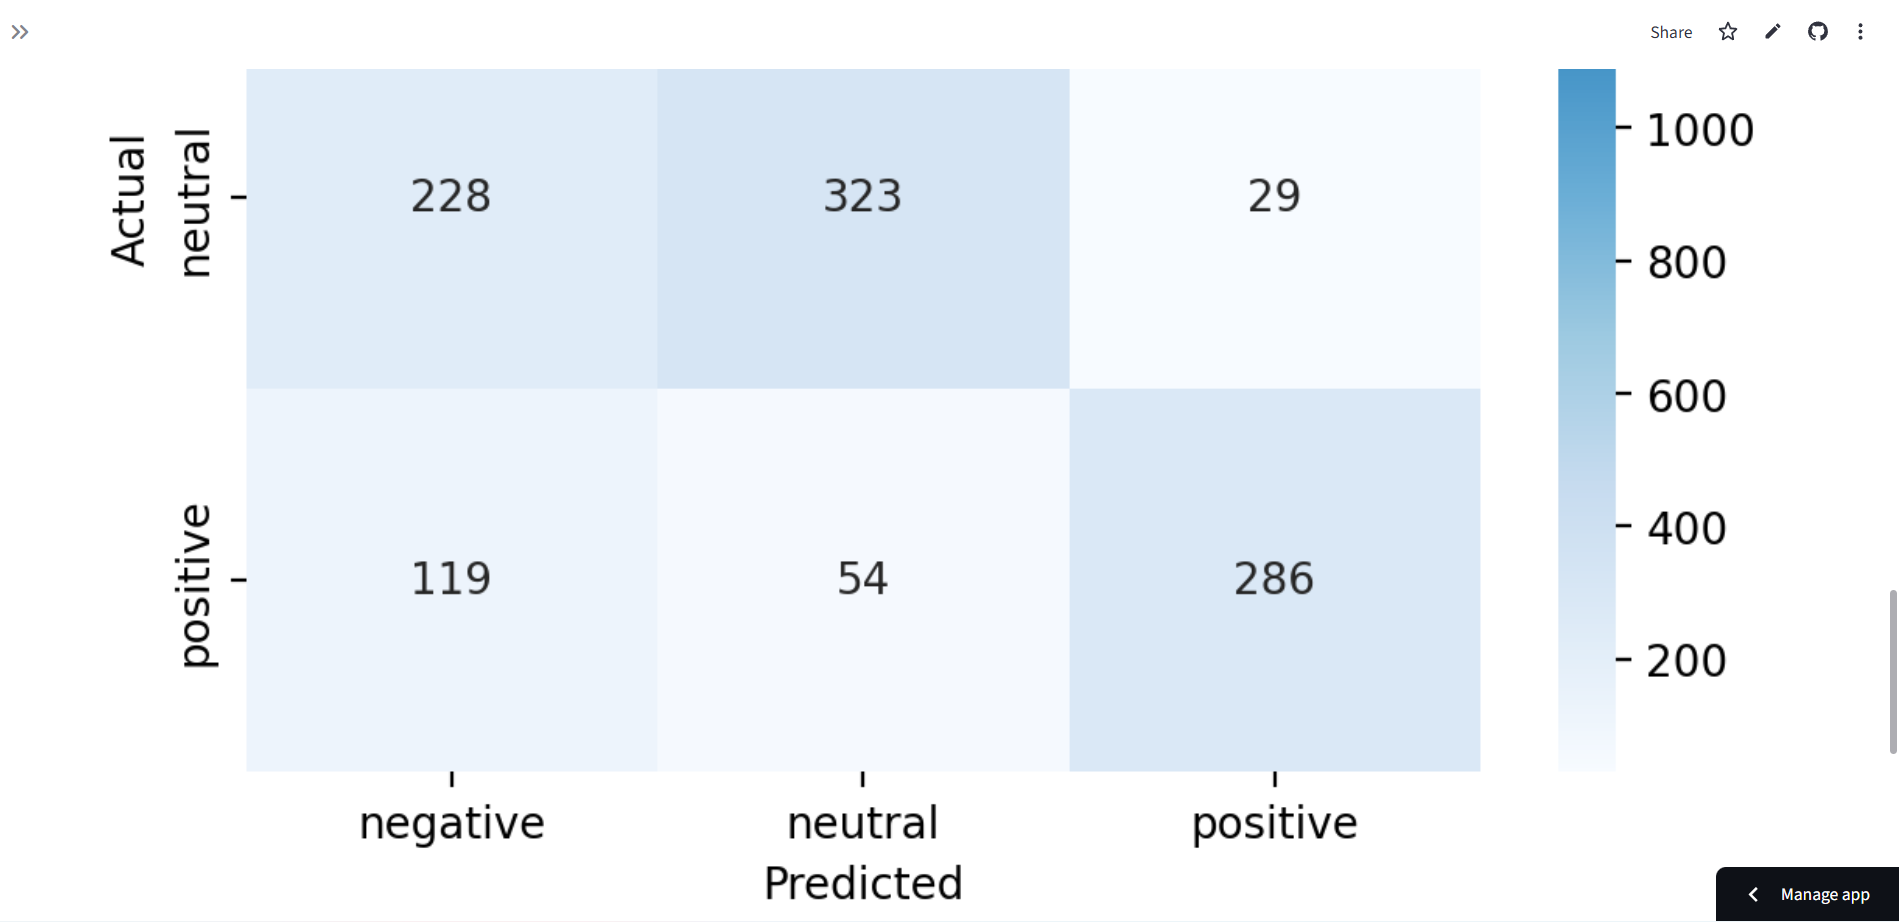 Share
1000
Actual
neutral
228 323 29
800
600
400
positive
119 54 286
200
negative neutral positive
Predicted
Manage app